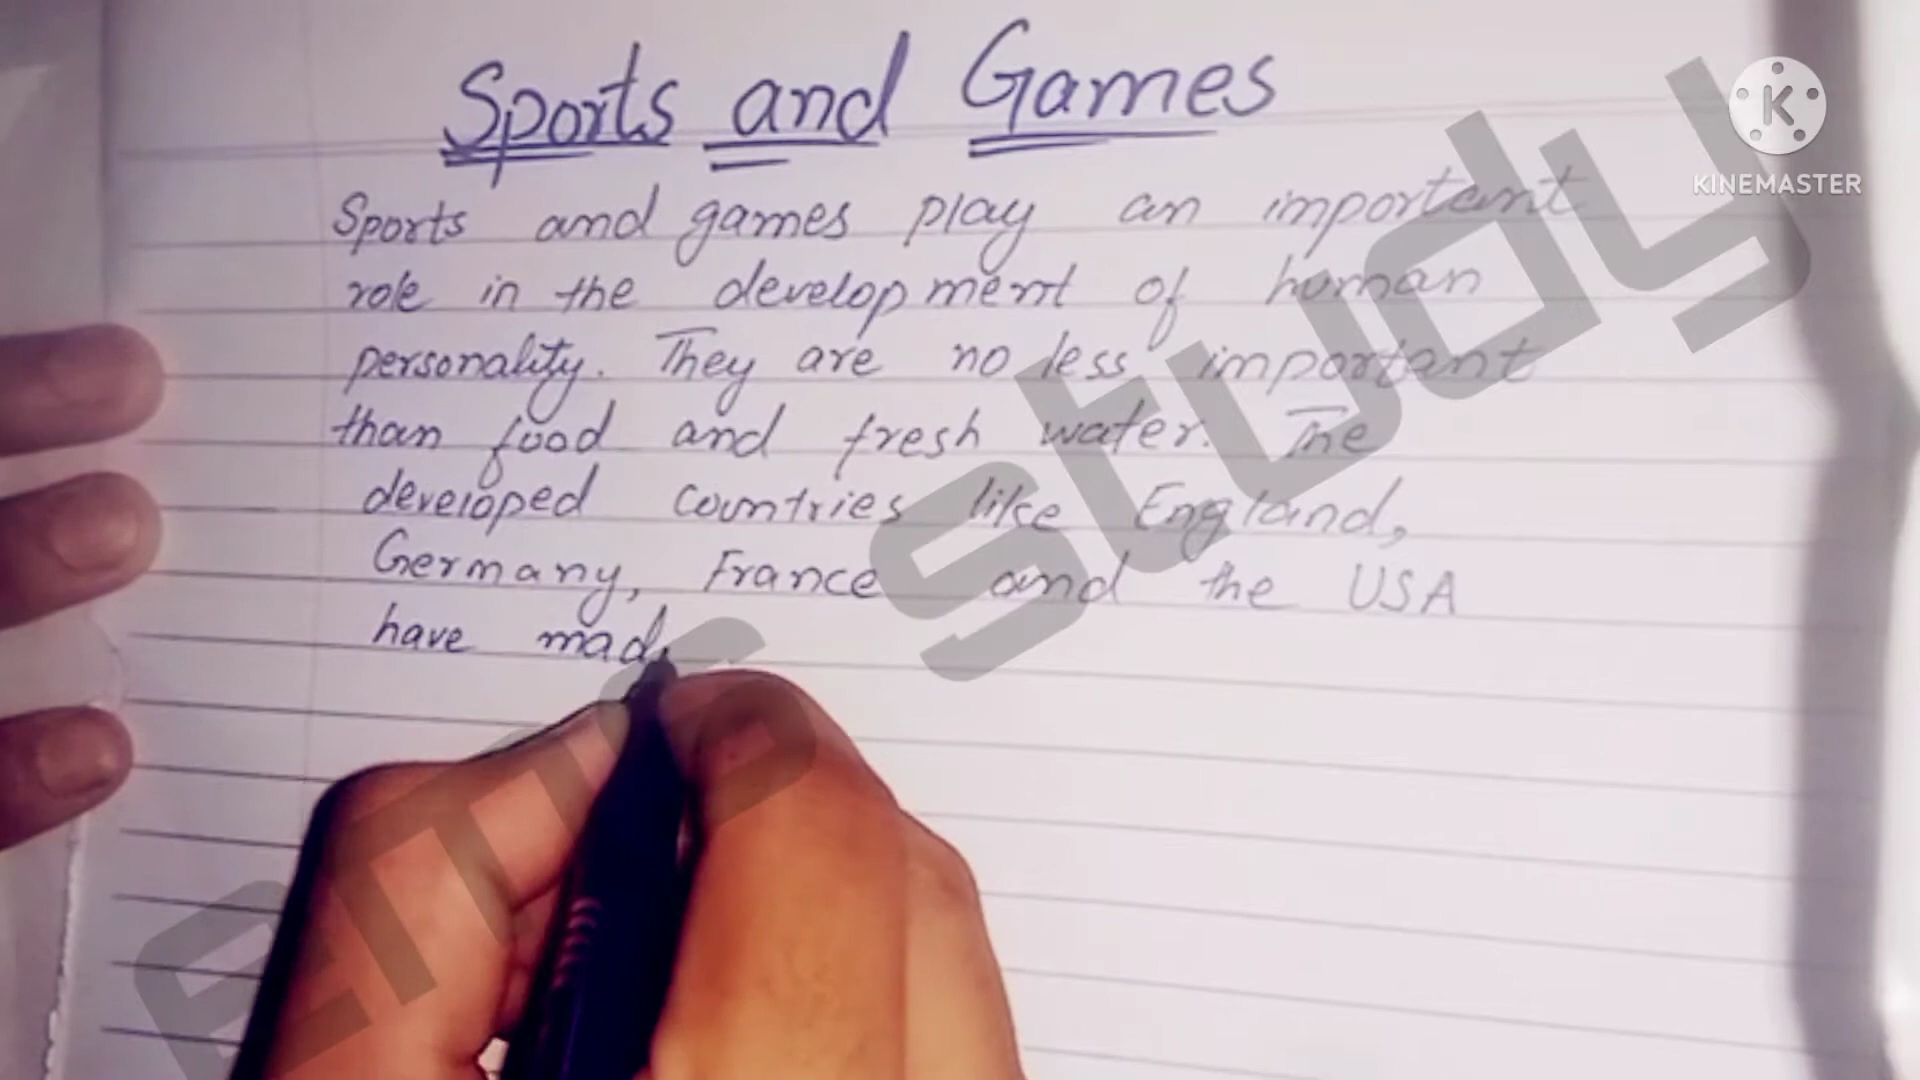 Sports and Games
Sports and games play an important
role in the development of human
personality. They are no less important
than food and fresh water. The
developed countries like England,
Germany, France and the USA
have mad
KINEMASTER
study